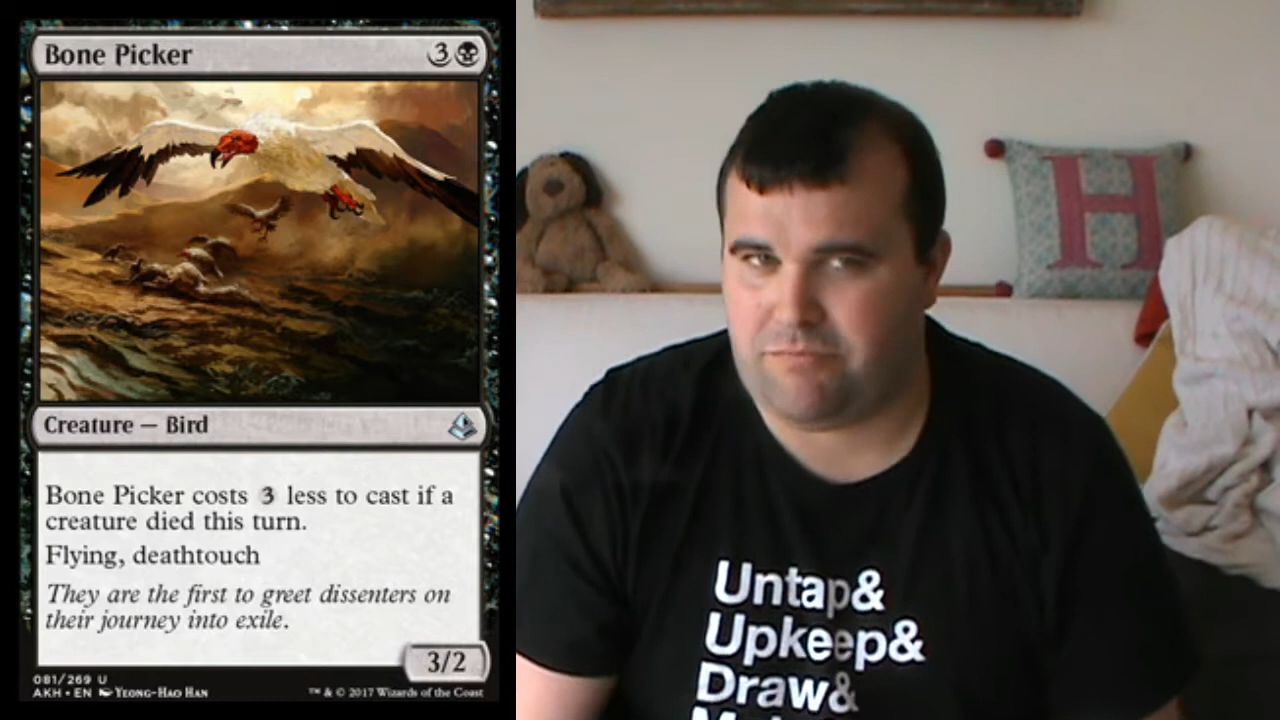 Bone Picker 3
Creature — Bird
Bone Picker costs 3 less to cast if a
creature died this turn.
Flying, deathtouch
They are the first to greet dissenters on
their journey into exile.
3/2
081/269 U
AKH • EN Yeong-Hao Han
™ & © 2017 Wizards of the Coast
H
Untap&
Upkeep&
Draw&